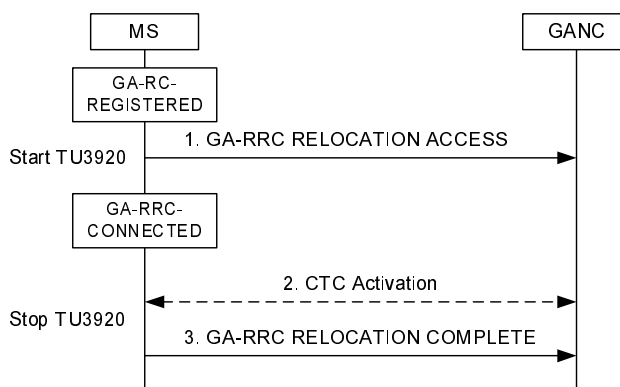 MS
GANC
GA-RC-
REGISTERED
1. GA-RRC RELOCATION ACCESS
Start TU3920
GA-RRC-
CONNECTED
2. CTC Activation
Stop TU3920
3. GA-RRC RELOCATION COMPLETE